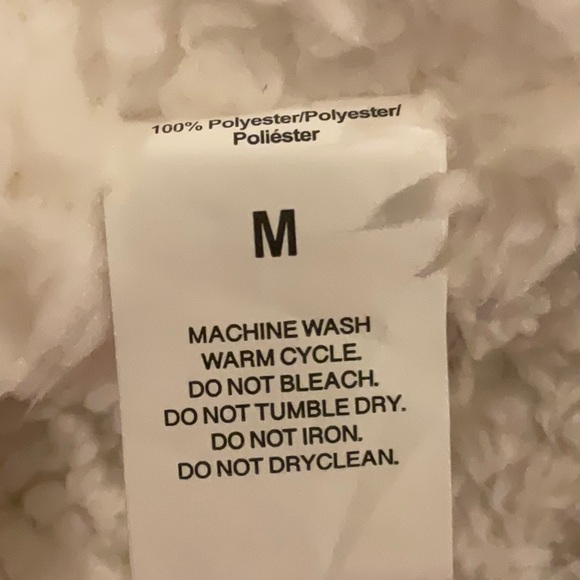 100% Polyester/Polyester/
Poliéster
M
MACHINE WASH
WARM CYCLE.
DO NOT BLEACH.
DO NOT TUMBLE DRY.
DO NOT IRON.
DO NOT DRYCLEAN.